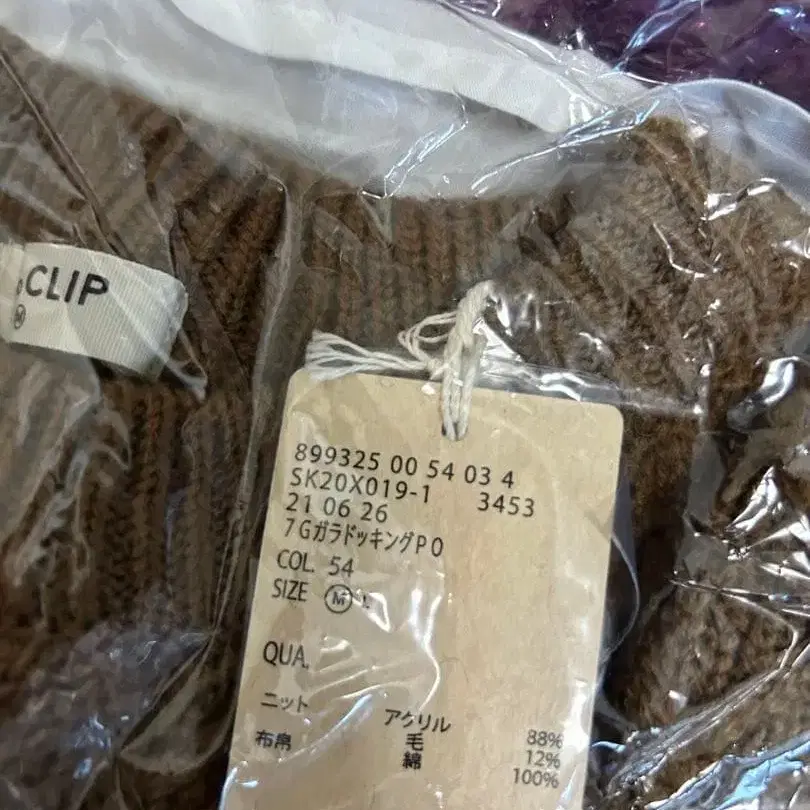 CLIP
M
899325 00 54 03 4
SK20X019-1 3453
21 06 26
7GガラドッキングPO
COL. 54
SIZE M L
QUA.
ニット アクリル 88%
毛 12%
布帛 綿 100%